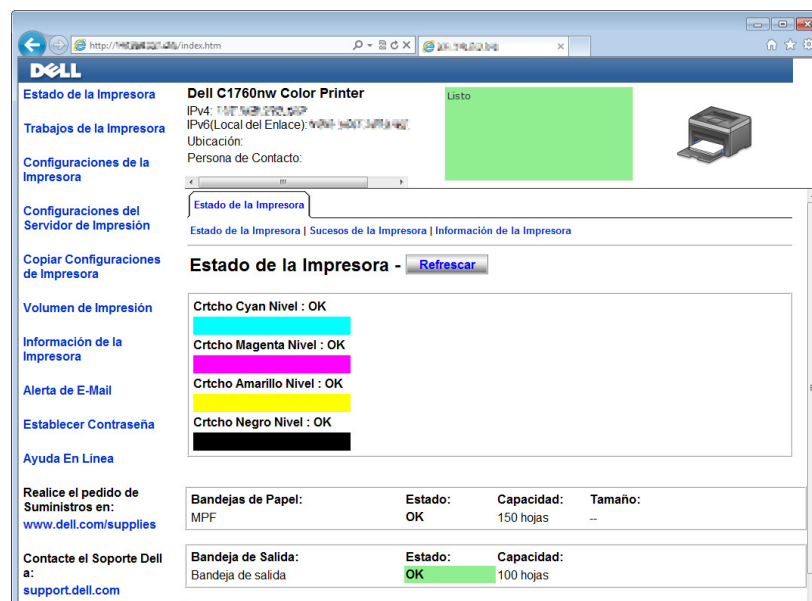 http:// /index.htm
DELL
Estado de la Impresora
Trabajos de la Impresora
Configuraciones de la
Impresora
Configuraciones del
Servidor de Impresión
Copiar Configuraciones
de Impresora
Volumen de Impresión
Información de la
Impresora
Alerta de E-Mail
Establecer Contraseña
Ayuda En Línea
Realice el pedido de
Suministros en:
www.dell.com/supplies
Contacte el Soporte Dell
a:
support.dell.com
Dell C1760nw Color Printer
IPv4:
IPv6(Local del Enlace):
Ubicación:
Persona de Contacto:
Listo
Estado de la Impresora
Estado de la Impresora | Sucesos de la Impresora | Información de la Impresora
Estado de la Impresora - Refrescar
Crtcho Cyan Nivel : OK
Crtcho Magenta Nivel : OK
Crtcho Amarillo Nivel : OK
Crtcho Negro Nivel : OK
Bandejas de Papel: Estado: Capacidad: Tamaño:
MPF OK 150 hojas --
Bandeja de Salida: Estado: Capacidad:
Bandeja de salida OK 100 hojas